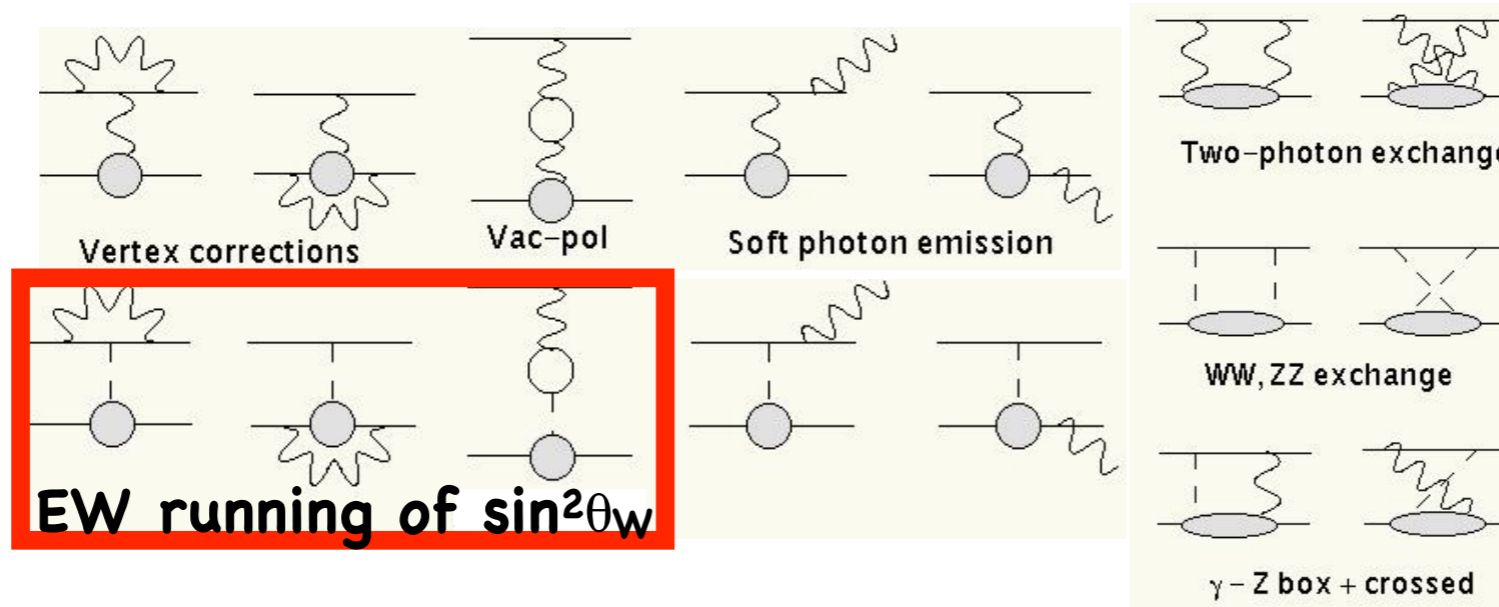 Vertex corrections
Vac-pol
Soft photon emission
Two-photon exchange
EW running of sin²θw
WW, ZZ exchange
γ - Z box + crossed